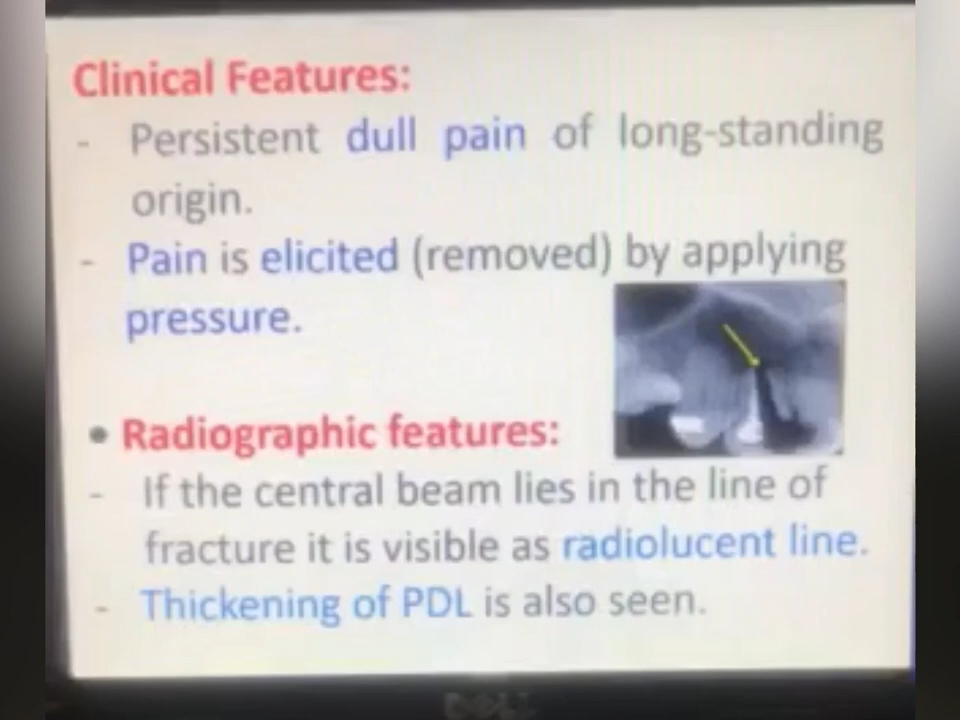 Clinical Features:
- Persistent dull pain of long-standing
origin.
- Pain is elicited (removed) by applying
pressure.
• Radiographic features:
- If the central beam lies in the line of
fracture it is visible as radiolucent line.
- Thickening of PDL is also seen.
DELL